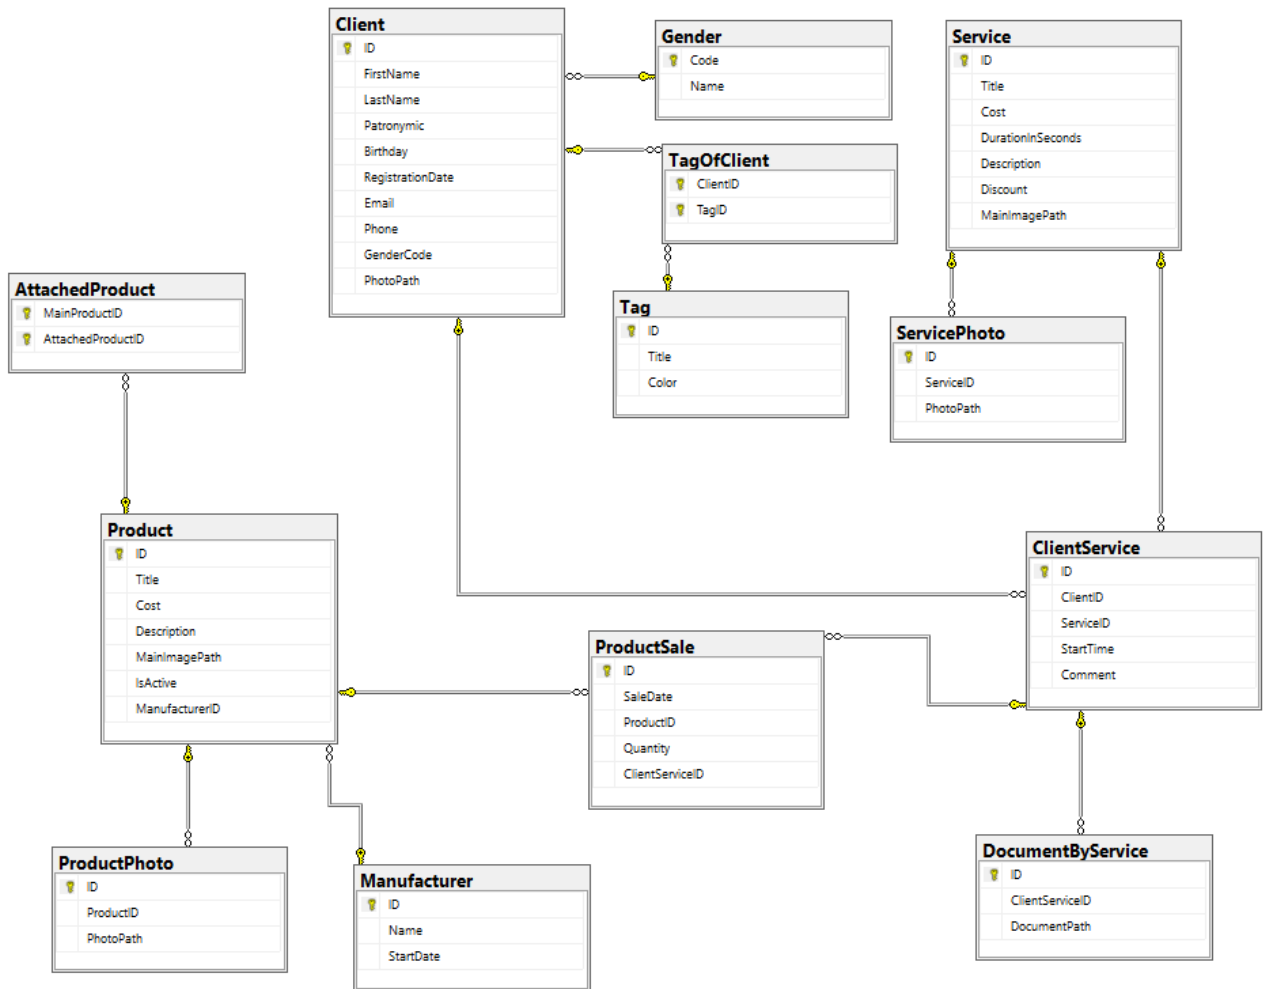 Client
ID
FirstName
LastName
Patronymic
Birthday
RegistrationDate
Email
Phone
GenderCode
PhotoPath
Gender
Code
Name
Service
ID
Title
Cost
DurationInSeconds
Description
Discount
MainImagePath
TagOfClient
ClientID
TagID
AttachedProduct
MainProductID
AttachedProductID
Tag
ID
Title
Color
ServicePhoto
ID
ServiceID
PhotoPath
Product
ID
Title
Cost
Description
MainImagePath
IsActive
ManufacturerID
ClientService
ID
ClientID
ServiceID
StartTime
Comment
ProductSale
ID
SaleDate
ProductID
Quantity
ClientServiceID
ProductPhoto
ID
ProductID
PhotoPath
Manufacturer
ID
Name
StartDate
DocumentByService
ID
ClientServiceID
DocumentPath